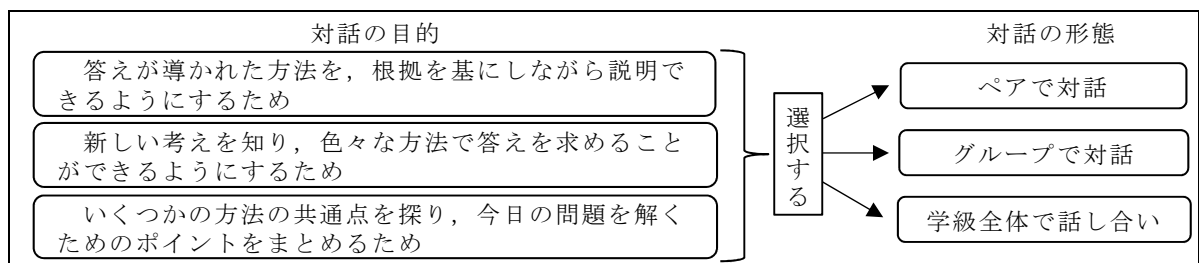 対話の目的
答えが導かれた方法を，根拠を基にしながら説明で
きるようにするため
新しい考えを知り，色々な方法で答えを求めること
ができるようにするため
いくつかの方法の共通点を探り，今日の問題を解く
ためのポイントをまとめるため
選択する
対話の形態
ペアで対話
グループで対話
学級全体で話し合い